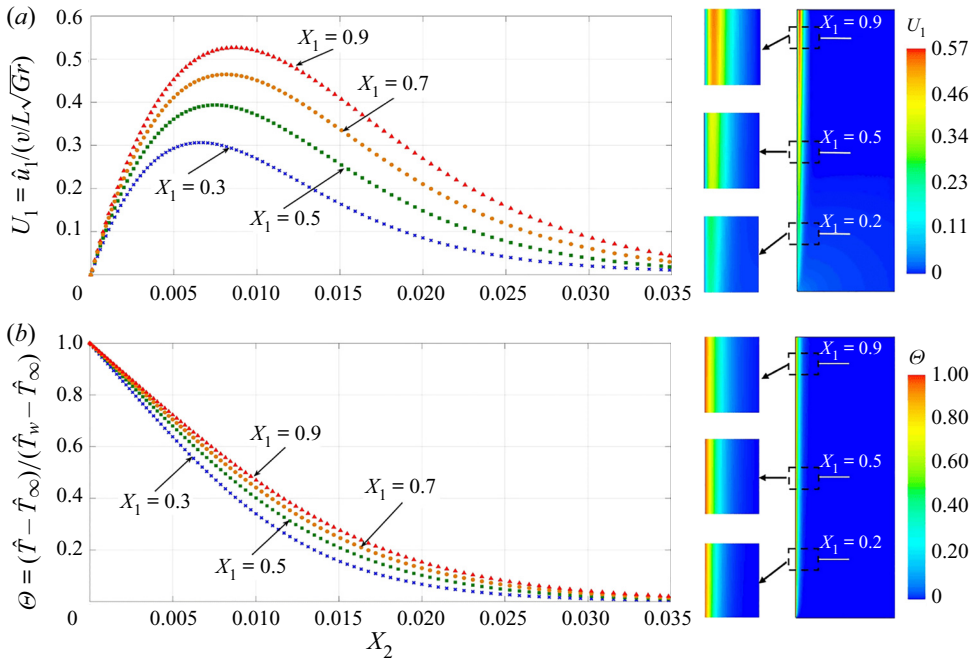 (a)
U₁ = û₁/(υ/L√Gr)
0.6
0.5
0.4
0.3
0.2
0.1
0
0.005
0.010
0.015
0.020
0.025
0.030
0.035
X₁ = 0.9
X₁ = 0.7
X₁ = 0.3
X₁ = 0.5
X₁ = 0.9
X₁ = 0.5
X₁ = 0.2
U₁
0.57
0.46
0.34
0.23
0.11
0
(b)
Θ = (T̂ − T̂∞)/(T̂w − T̂∞)
1.0
0.8
0.6
0.4
0.2
0
0.005
0.010
0.015
0.020
0.025
0.030
0.035
X₂
X₁ = 0.9
X₁ = 0.7
X₁ = 0.3
X₁ = 0.5
X₁ = 0.9
X₁ = 0.5
X₁ = 0.2
Θ
1.00
0.80
0.60
0.40
0.20
0